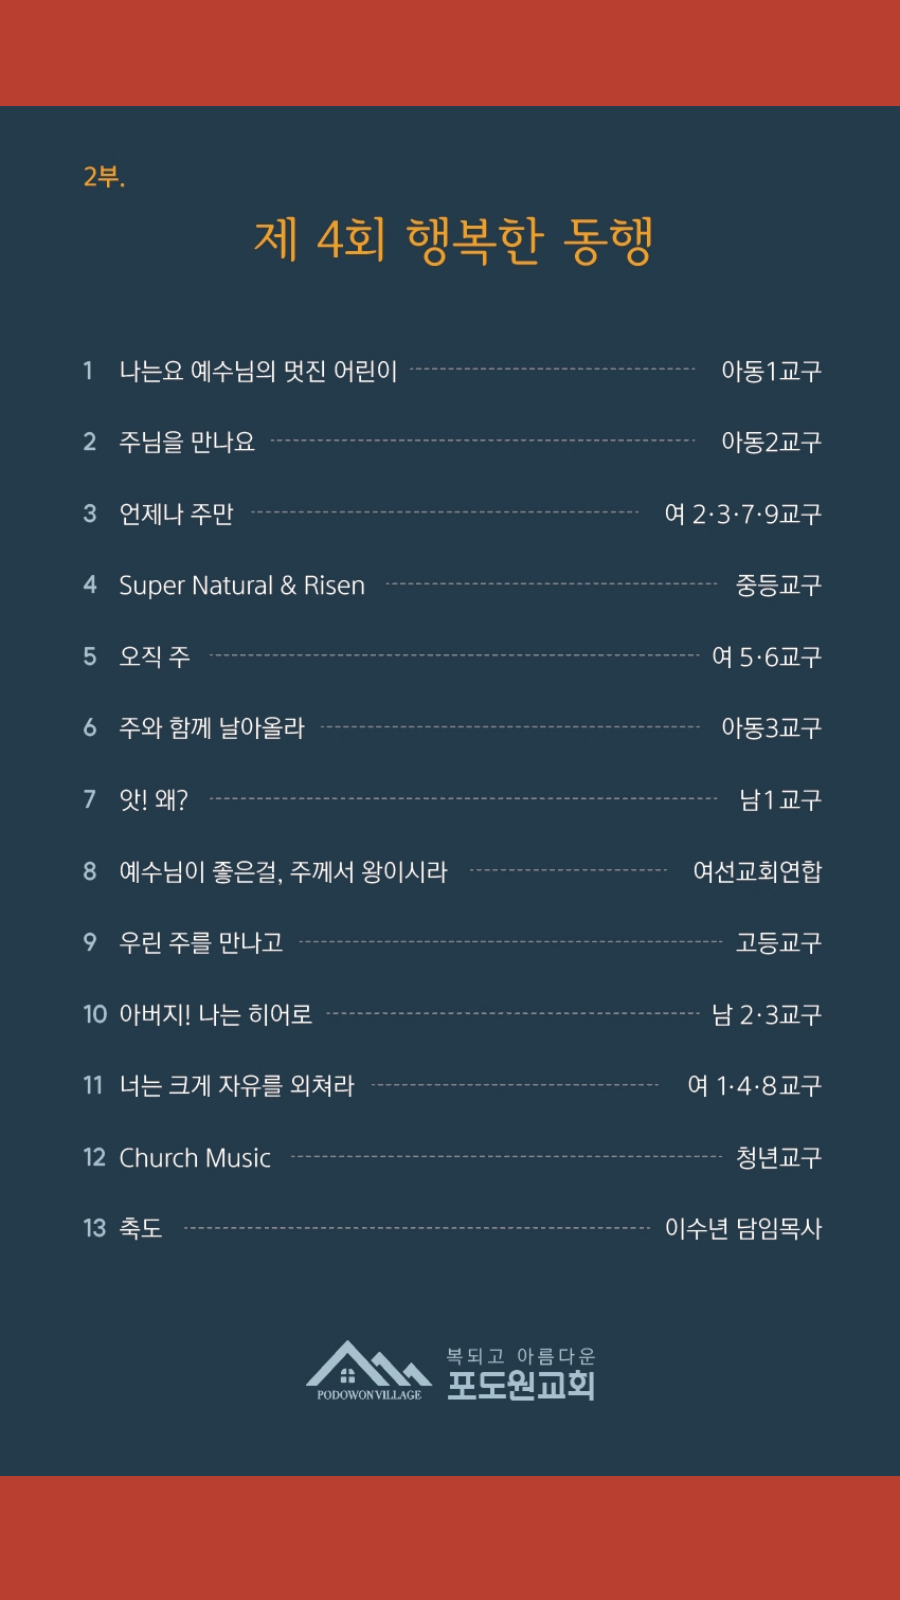 2부.
제 4회 행복한 동행
1 나는요 예수님의 멋진 어린이 아동1교구
2 주님을 만나요 아동2교구
3 언제나 주만 여 2·3·7·9교구
4 Super Natural & Risen 중등교구
5 오직 주 여 5·6교구
6 주와 함께 날아올라 아동3교구
7 앗! 왜? 남1교구
8 예수님이 좋은걸, 주께서 왕이시라 여선교회연합
9 우린 주를 만나고 고등교구
10 아버지! 나는 히어로 남 2·3교구
11 너는 크게 자유를 외쳐라 여 1·4·8교구
12 Church Music 청년교구
13 축도 이수년 담임목사
복되고 아름다운
포도원교회
PODOWON VILLAGE